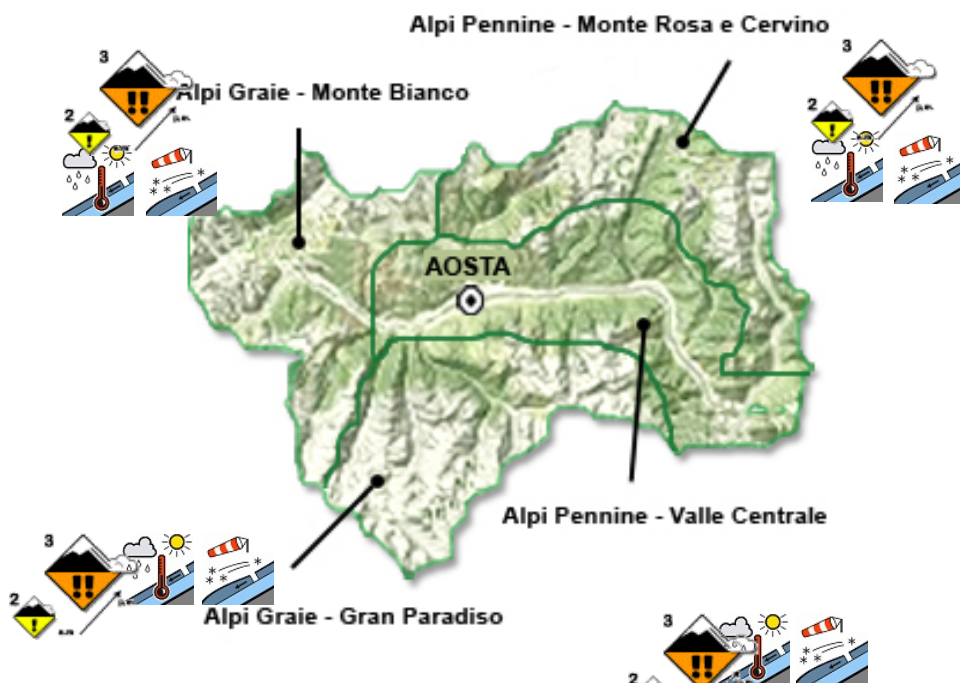 Alpi Pennine - Monte Rosa e Cervino
3
3
Alpi Graie - Monte Bianco
2
2
AOSTA
Alpi Pennine - Valle Centrale
3
2
Alpi Graie - Gran Paradiso
3
2